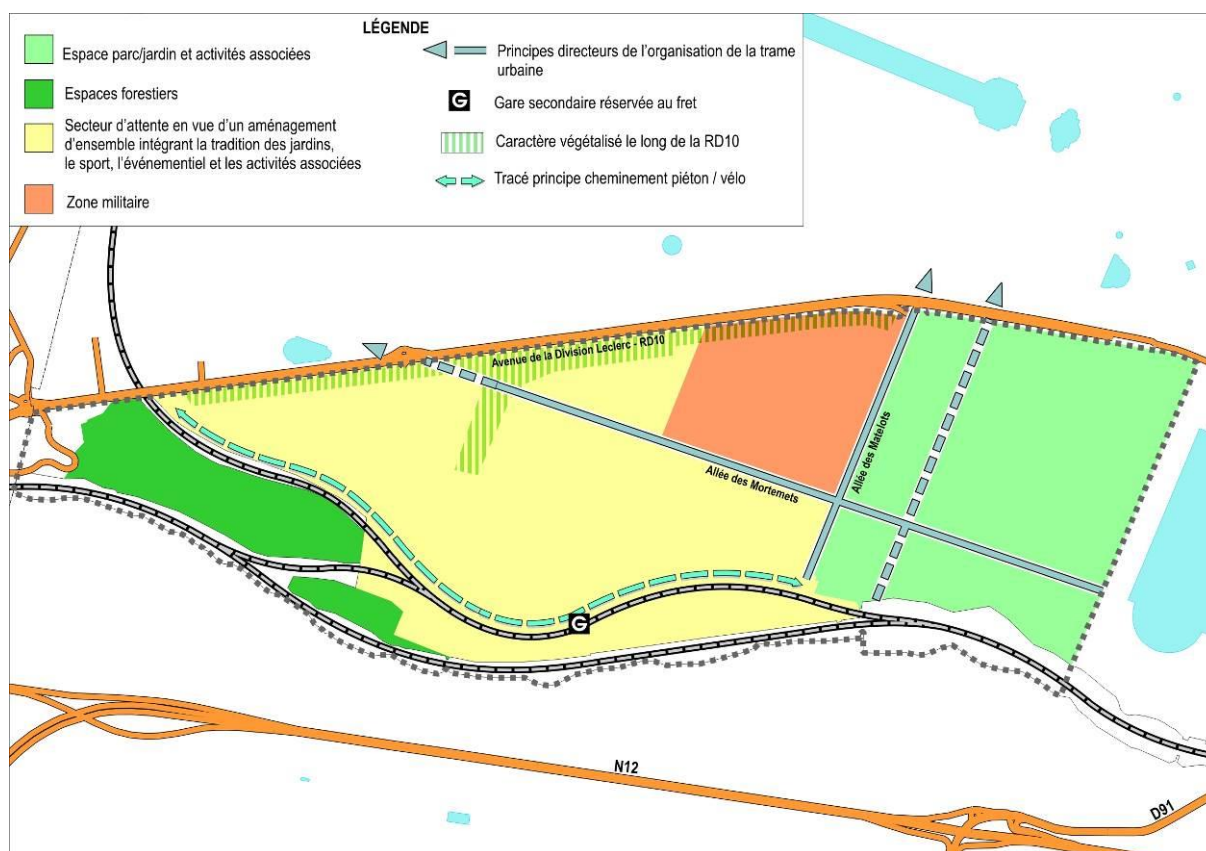 LÉGENDE
Espace parc/jardin et activités associées
Espaces forestiers
Secteur d'attente en vue d'un aménagement
d'ensemble intégrant la tradition des jardins,
le sport, l'événementiel et les activités associées
Zone militaire
Principes directeurs de l'organisation de la trame
urbaine
G
Gare secondaire réservée au fret
Caractère végétalisé le long de la RD10
Tracé principe cheminement piéton / vélo
Avenue de la Division Leclerc - RD10
Allée des Matelots
Allée des Mortemets
G
N12
D91